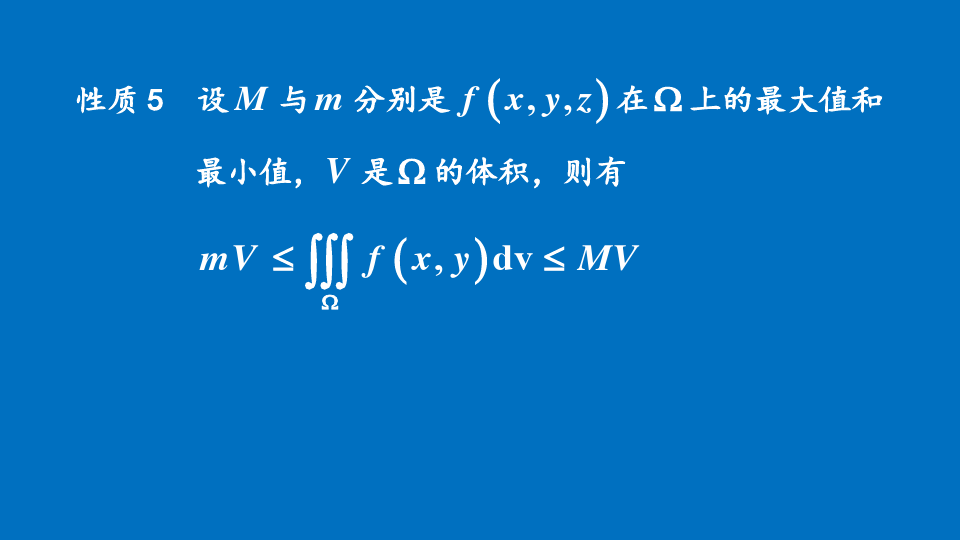 性质 5 设 M 与 m 分别是 f(x, y, z) 在 Ω 上的最大值和
最小值，V 是 Ω 的体积，则有
mV ≤ ∭_Ω f(x, y)dv ≤ MV